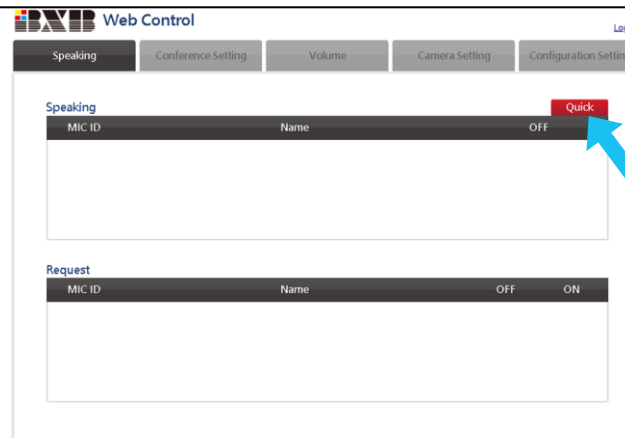 BXB Web Control
Speaking Conference Setting Volume Camera Setting
Speaking Quick
MIC ID Name OFF
Request
MIC ID Name OFF ON